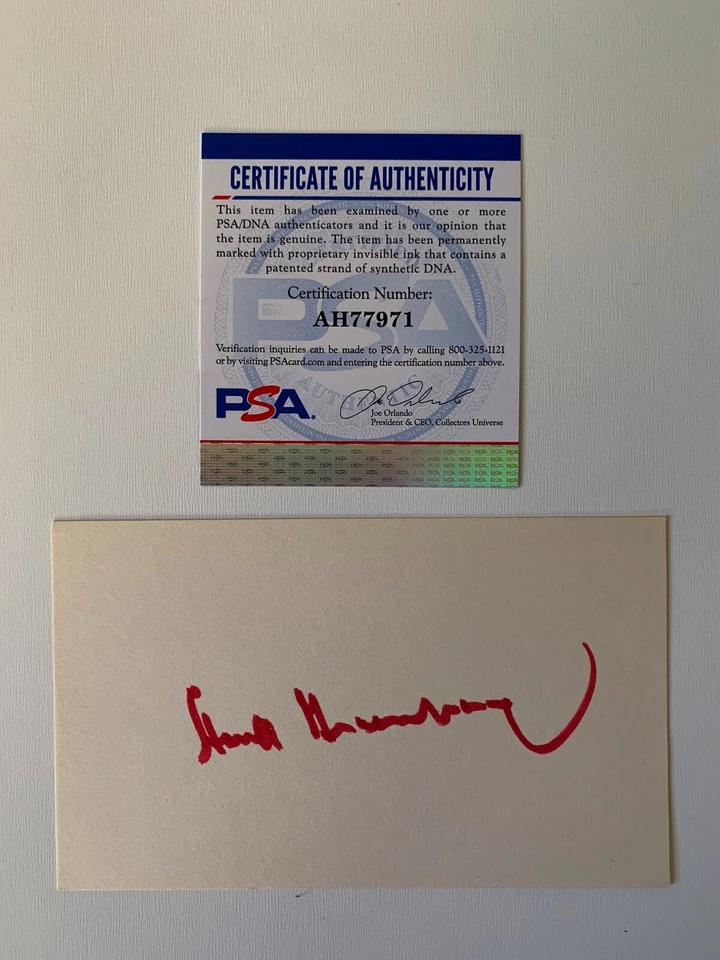 CERTIFICATE OF AUTHENTICITY
This item has been examined by one or more
PSA/DNA authenticators and it is our opinion that
the item is genuine. The item has been permanently
marked with proprietary invisible ink that contains a
patented strand of synthetic DNA.
Certification Number:
AH77971
Verification inquiries can be made to PSA by calling 800-325-1121
or by visiting PSAcard.com and entering the certification number above.
PSA
Joe Orlando
President & CEO, Collectors Universe